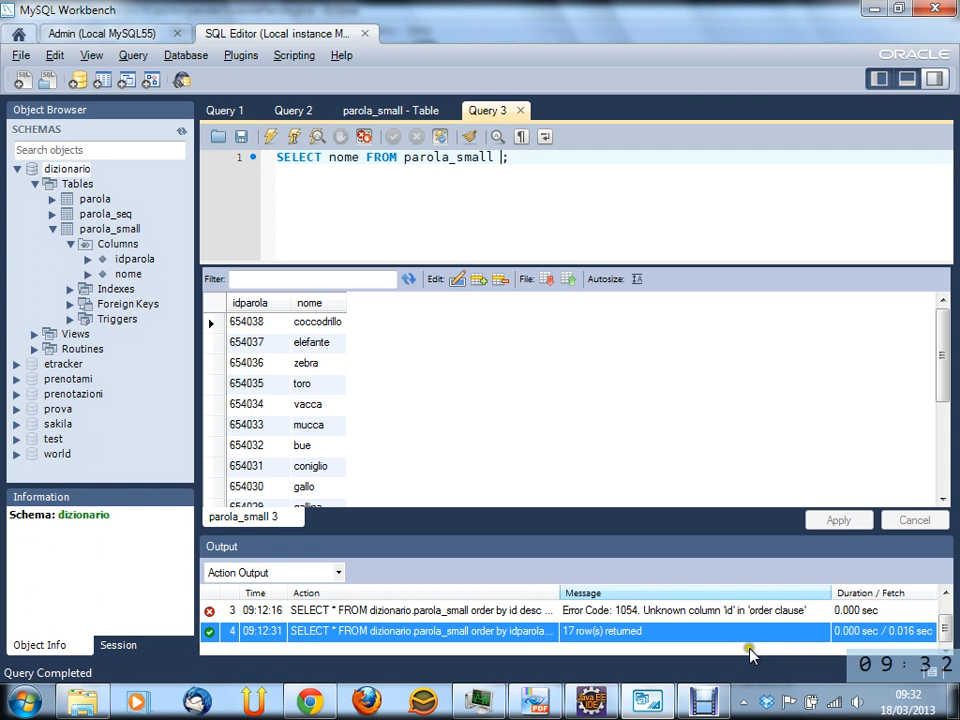 MySQL Workbench
Admin (Local MySQL55)
SQL Editor (Local instance M...
File Edit View Query Database Plugins Scripting Help
ORACLE
Object Browser
SCHEMAS
Search objects
dizionario
Tables
parola
parola_seq
parola_small
Columns
idparola
nome
Indexes
Foreign Keys
Triggers
Views
Routines
etracker
prenotami
prenotazioni
prova
sakila
test
world
Information
Schema: dizionario
Object Info Session
Query Completed
Query 1 Query 2 parola_small - Table Query 3
1 SELECT nome FROM parola_small ;
Filter: Edit: File: Autosize:
idparola nome
654038 coccodrillo
654037 elefante
654036 zebra
654035 toro
654034 vacca
654033 mucca
654032 bue
654031 coniglio
654030 gallo
654029 gallina
parola_small 3
Apply Cancel
Output
Action Output
Time Action Message Duration / Fetch
3 09:12:16 SELECT * FROM dizionario.parola_small order by id desc ... Error Code: 1054. Unknown column 'id' in 'order clause' 0.000 sec
4 09:12:31 SELECT * FROM dizionario.parola_small order by idparola... 17 row(s) returned 0.000 sec / 0.016 sec
09:32
09:32
18/03/2013